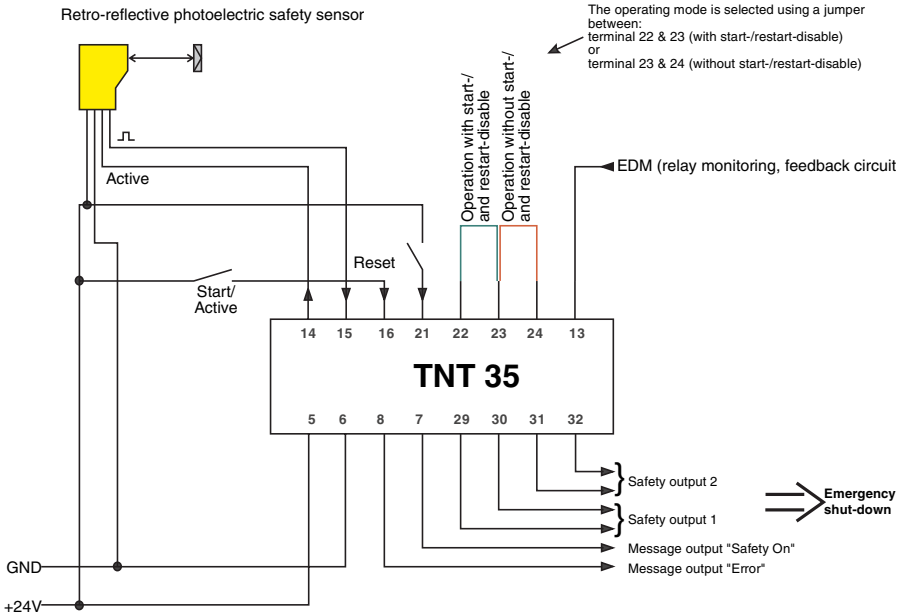 Retro-reflective photoelectric safety sensor
The operating mode is selected using a jumper
between:
terminal 22 & 23 (with start-/restart-disable)
or
terminal 23 & 24 (without start-/restart-disable)
Operation with start-/
and restart-disable
Operation without start-/
and restart-disable
EDM (relay monitoring, feedback circuit
Active
Reset
Start/
Active
14 15 16 21 22 23 24 13
TNT 35
5 6 8 7 29 30 31 32
Safety output 2
Safety output 1
Emergency
shut-down
Message output "Safety On"
Message output "Error"
GND
+24V